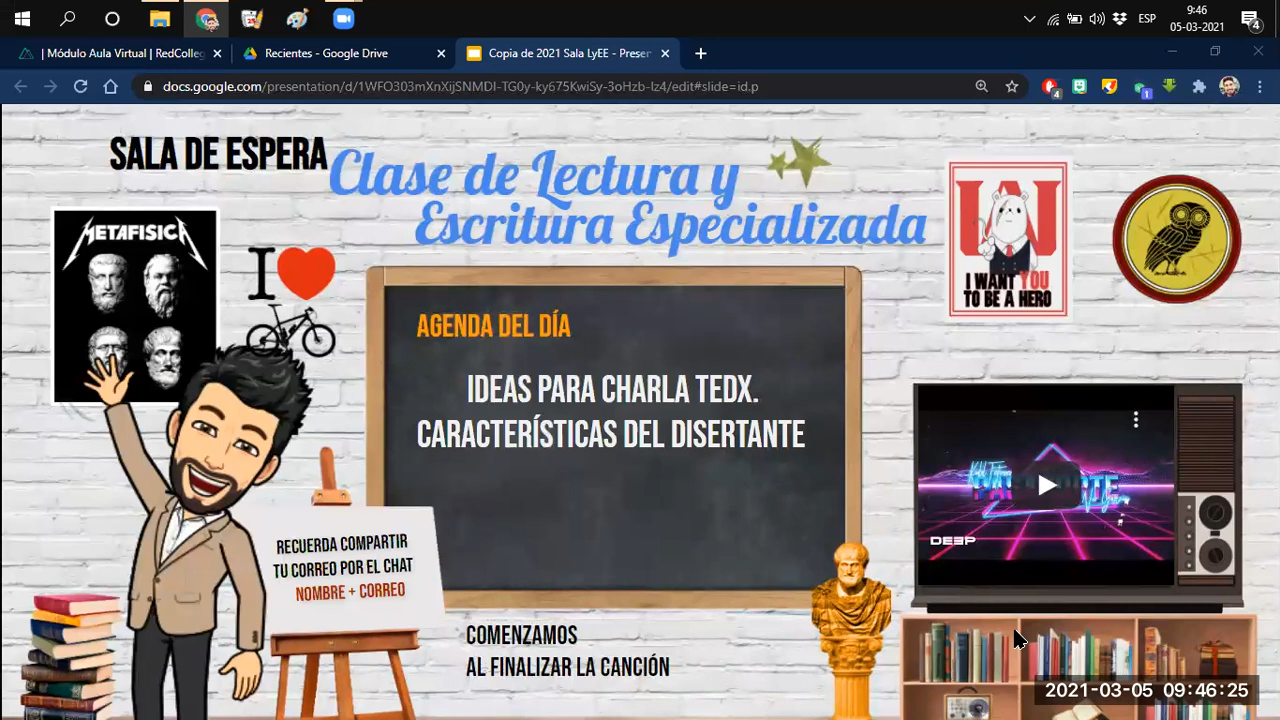 9:46
ESP
05-03-2021
4
| Módulo Aula Virtual | RedColleg
Recientes - Google Drive
Copia de 2021 Sala LyEE - Presen
docs.google.com/presentation/d/1WFO303mXnXijSNMDI-TG0y-ky675KwiSy-3oHzb-lz4/edit#slide=id.p
4
1
SALA DE ESPERA
Clase de Lectura y
Escritura Especializada
METAFISICA
I
I WANT YOU
TO BE A HERO
AGENDA DEL DÍA
IDEAS PARA CHARLA TEDX.
CARACTERÍSTICAS DEL DISERTANTE
DEEP
RECUERDA COMPARTIR
TU CORREO POR EL CHAT
NOMBRE + CORREO
COMENZAMOS
AL FINALIZAR LA CANCIÓN
2021-03-05 09:46:25